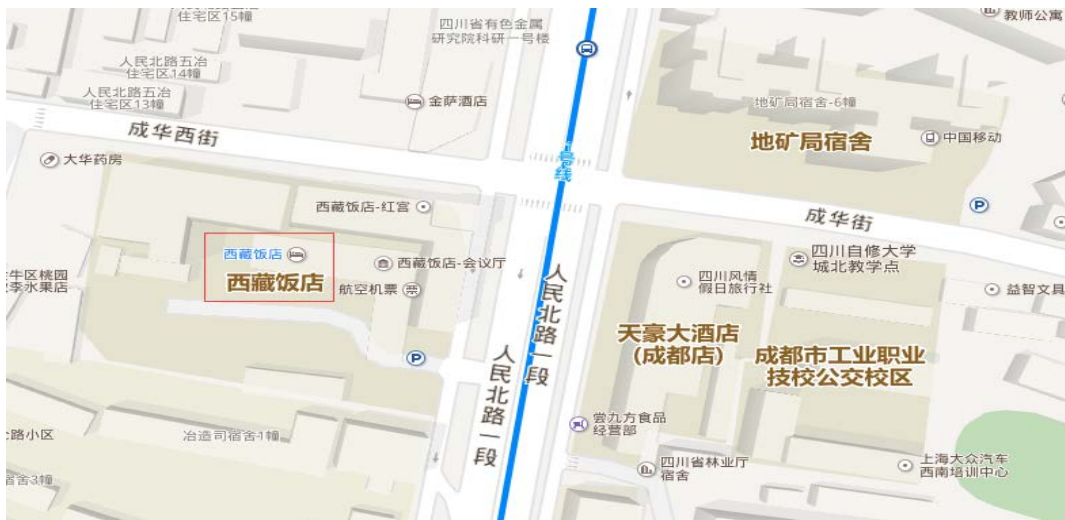 住宅区15幢
四川省有色金属
研究院科研一号楼
教师公寓
人民北路五冶
住宅区14幢
人民北路五冶
住宅区13幢
金萨酒店
地矿局宿舍-6幢
地矿局宿舍
中国移动
成华西街
1号线
大华药房
西藏饭店-红宫
成华街
P
西藏饭店
西藏饭店
西藏饭店-会议厅
航空机票
票
四川自修大学
城北教学点
牛区桃园
李水果店
四川风情
假日旅行社
益智文具
人民北路一段
人民北路一段
天豪大酒店
(成都店)
成都市工业职业
技校公交校区
P
尝九方食品
经营部
路小区
冶造司宿舍1幢
四川省林业厅
宿舍
上海大众汽车
西南培训中心
宿舍3幢